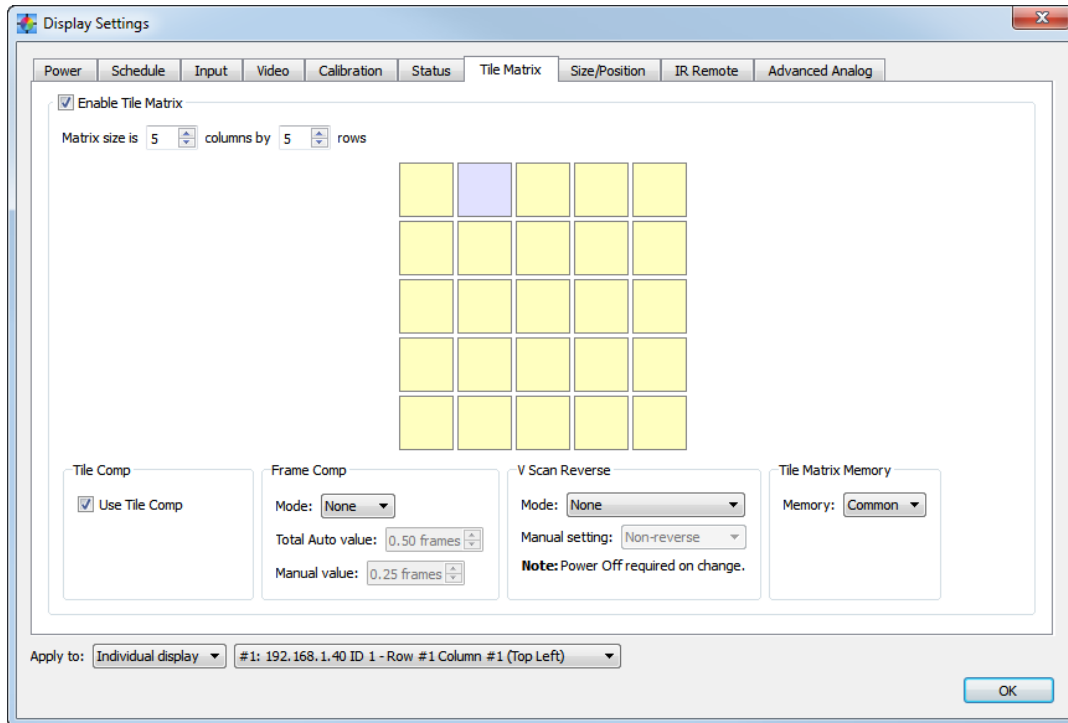 Display Settings
Power Schedule Input Video Calibration Status Tile Matrix Size/Position IR Remote Advanced Analog
Enable Tile Matrix
Matrix size is 5 columns by 5 rows
Tile Comp
Use Tile Comp
Frame Comp
Mode: None
Total Auto value: 0.50 frames
Manual value: 0.25 frames
V Scan Reverse
Mode: None
Manual setting: Non-reverse
Note: Power Off required on change.
Tile Matrix Memory
Memory: Common
Apply to: Individual display #1: 192.168.1.40 ID 1 - Row #1 Column #1 (Top Left)
OK